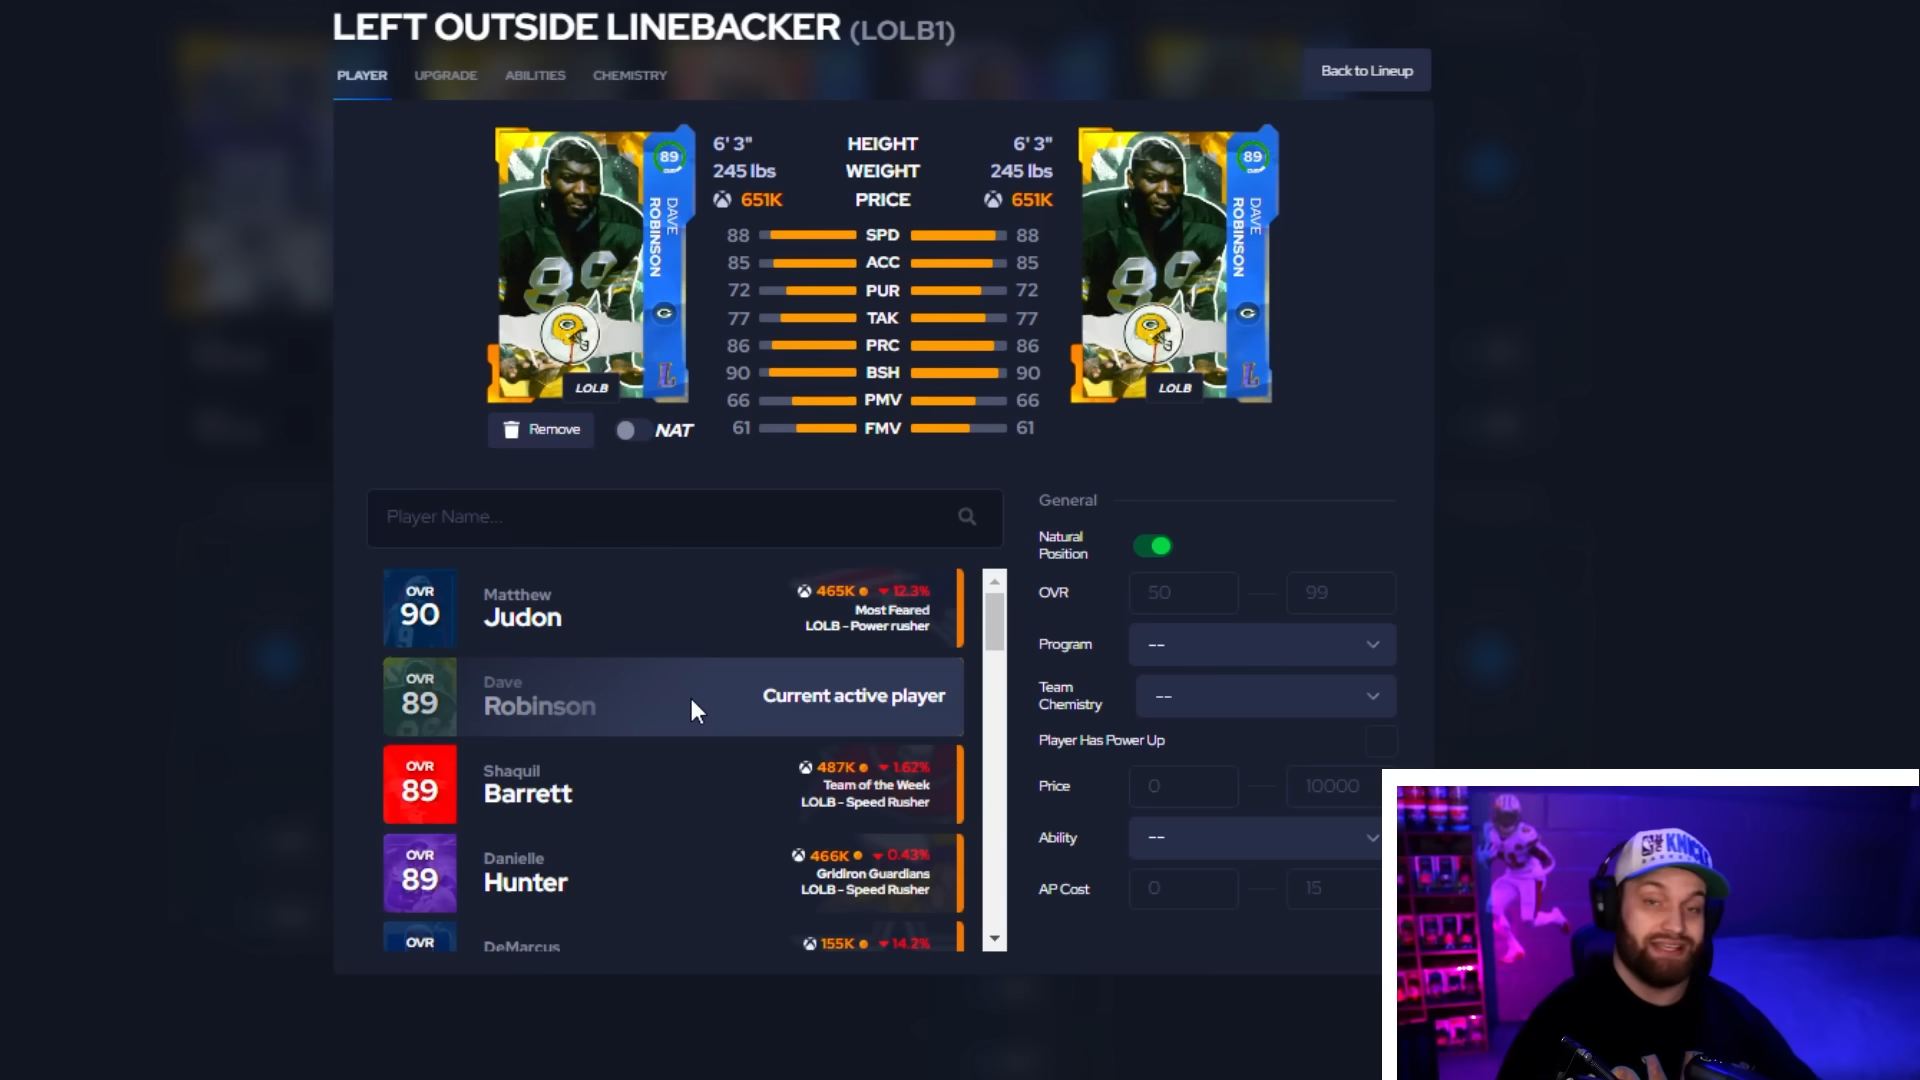 LEFT OUTSIDE LINEBACKER (LOLB1)
PLAYER UPGRADE ABILITIES CHEMISTRY
Back to Lineup
89
DAVE
ROBINSON
LOLB
6' 3" HEIGHT 6' 3"
245 lbs WEIGHT 245 lbs
651K PRICE 651K
88 SPD 88
85 ACC 85
72 PUR 72
77 TAK 77
86 PRC 86
90 BSH 90
66 PMV 66
61 FMV 61
89
DAVE
ROBINSON
LOLB
Remove
NAT
Player Name...
OVR
90
Matthew
Judon
465K 12.3%
Most Feared
LOLB - Power rusher
OVR
89
Dave
Robinson
Current active player
OVR
89
Shaquil
Barrett
487K 1.62%
Team of the Week
LOLB - Speed Rusher
OVR
89
Danielle
Hunter
466K 0.43%
Gridiron Guardians
LOLB - Speed Rusher
OVR
DeMarcus
155K 14.2%
General
Natural
Position
OVR 50 99
Program --
Team
Chemistry --
Player Has Power Up
Price 0 10000
Ability --
AP Cost 0 15